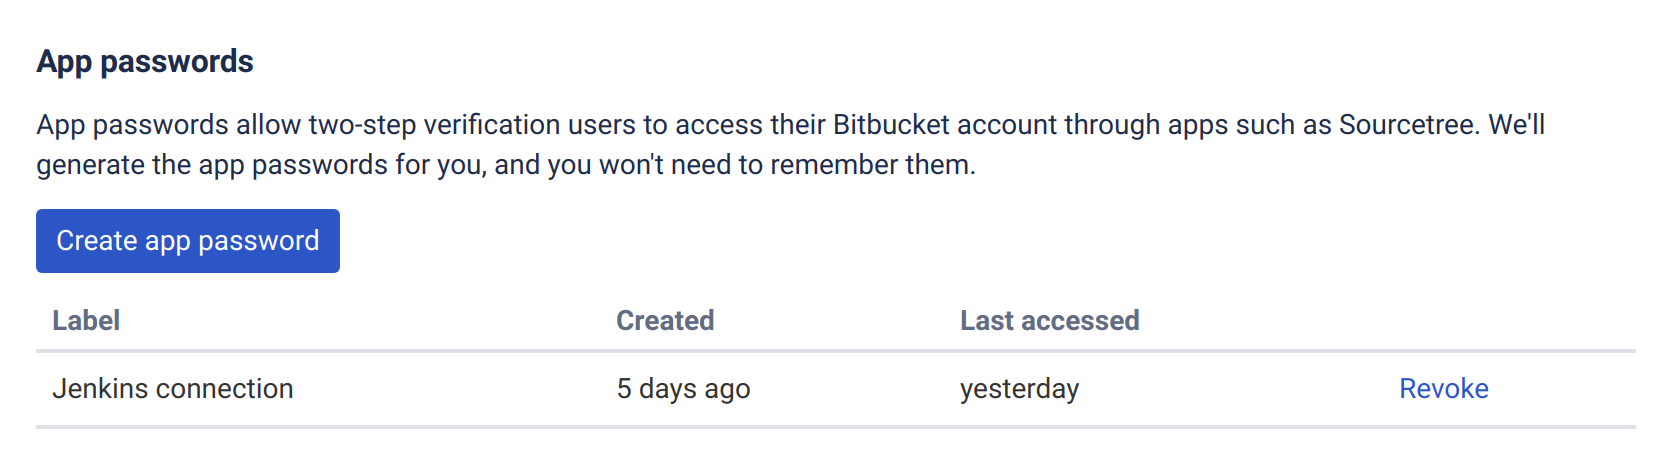 App passwords
App passwords allow two-step verification users to access their Bitbucket account through apps such as Sourcetree. We'll
generate the app passwords for you, and you won't need to remember them.
Create app password
Label Created Last accessed
Jenkins connection 5 days ago yesterday Revoke